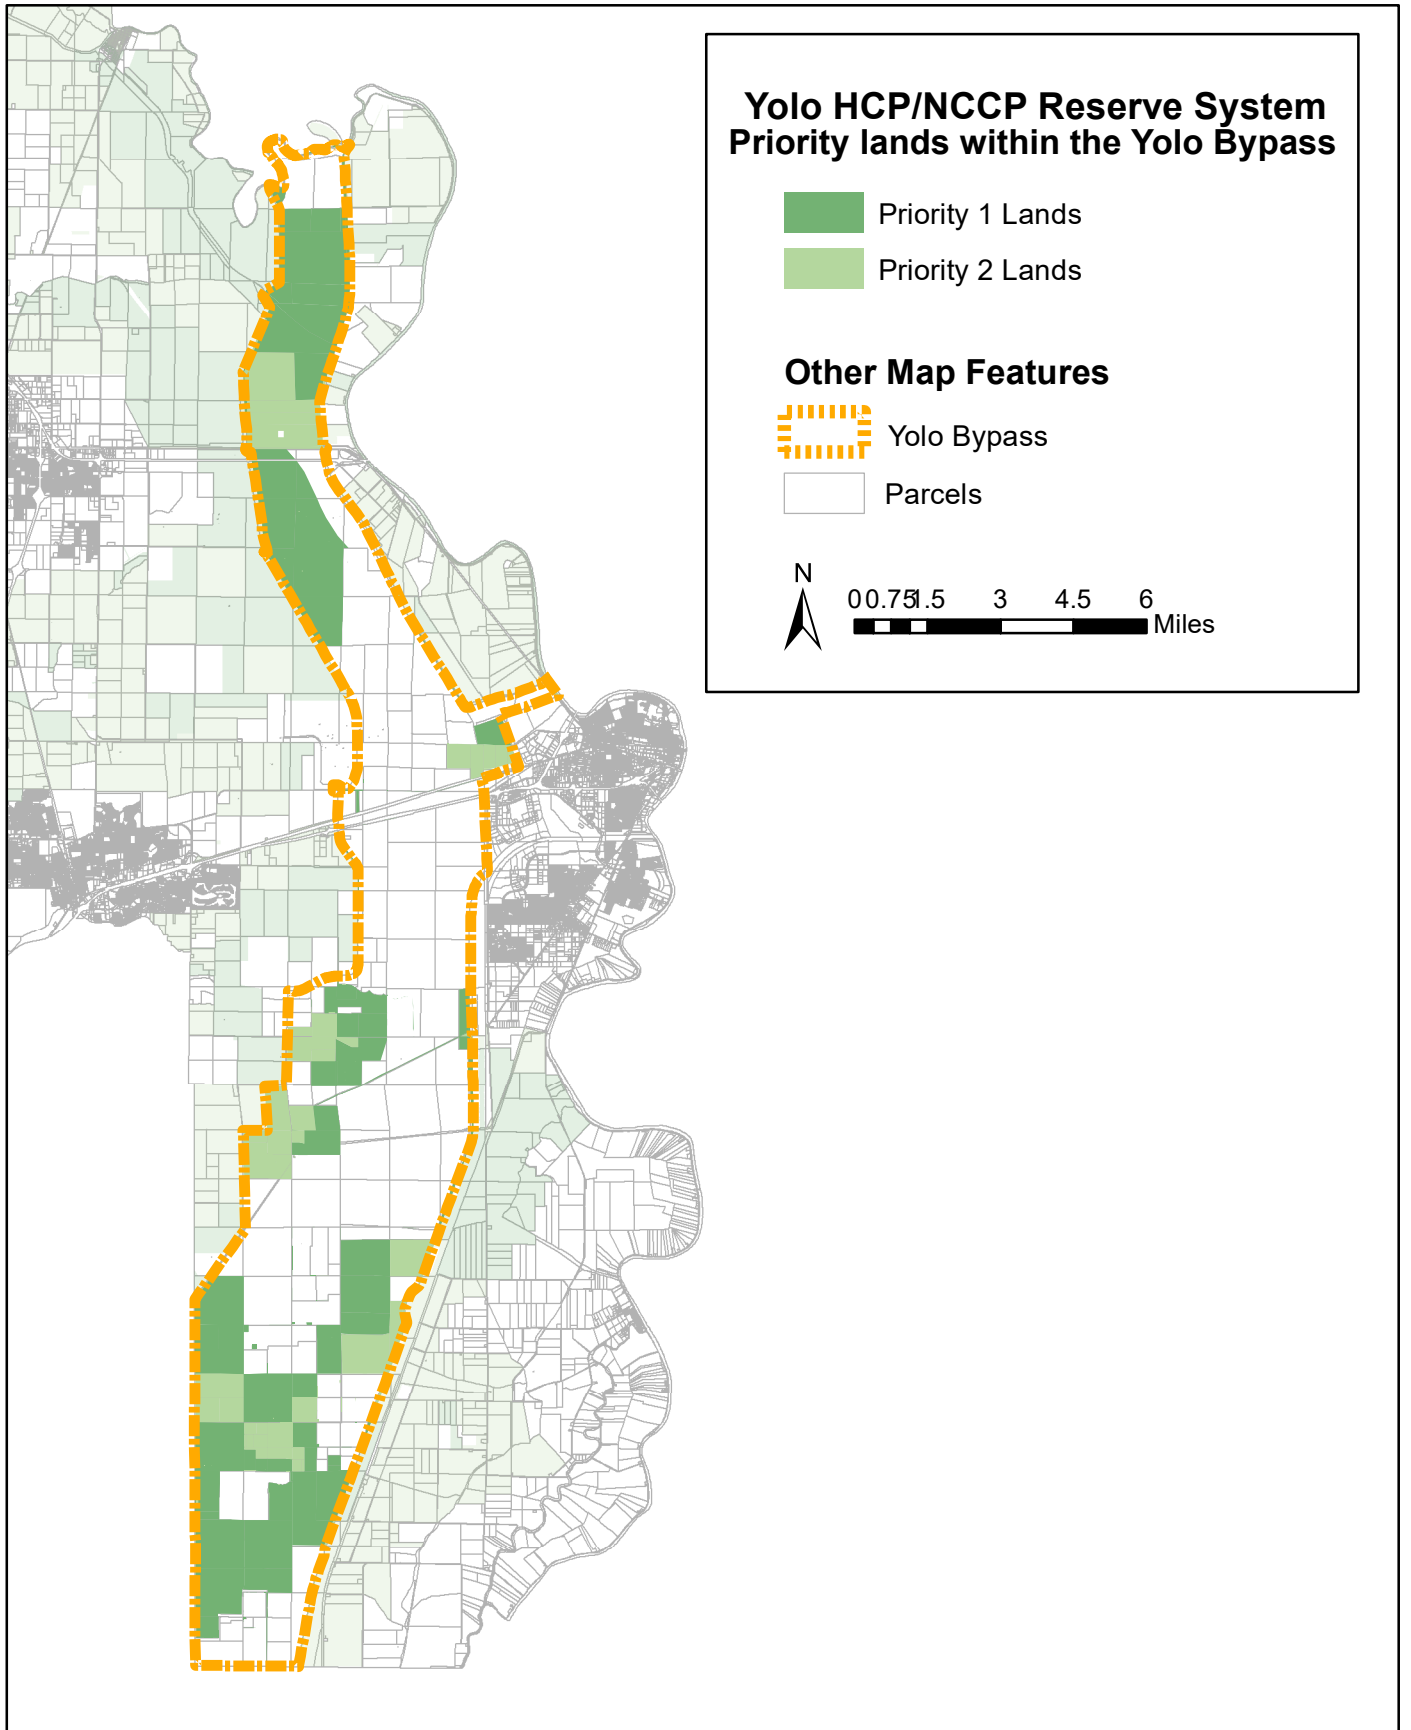 Yolo HCP/NCCP Reserve System
Priority lands within the Yolo Bypass
Priority 1 Lands
Priority 2 Lands
Other Map Features
Yolo Bypass
Parcels
N
0 0.75 1.5 3 4.5 6
Miles